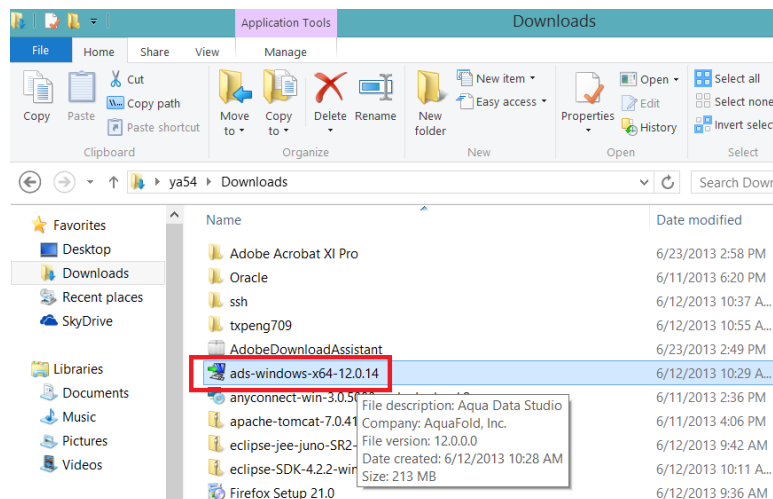 Application Tools
Downloads
File Home Share View Manage
Cut
Copy path
Paste shortcut
Copy Paste
Move to Copy to Delete Rename
New folder
New item
Easy access
Properties
Open
Edit
History
Select all
Select none
Invert selec
Clipboard Organize New Open Select
ya54 Downloads Search Dow
Favorites
Desktop
Downloads
Recent places
SkyDrive
Libraries
Documents
Music
Pictures
Videos
Name Date modified
Adobe Acrobat XI Pro 6/23/2013 2:58 PM
Oracle 6/11/2013 6:20 PM
ssh 6/12/2013 10:37 A...
txpeng709 6/12/2013 10:55 A...
AdobeDownloadAssistant 6/23/2013 2:49 PM
ads-windows-x64-12.0.14 6/12/2013 10:29 A...
anyconnect-win-3.0.5 6/11/2013 2:36 PM
apache-tomcat-7.0.41 6/11/2013 4:06 PM
eclipse-jee-juno-SR2- 6/12/2013 9:42 AM
eclipse-SDK-4.2.2-win 6/12/2013 10:11 A...
Firefox Setup 21.0 6/12/2013 9:36 AM
File description: Aqua Data Studio
Company: AquaFold, Inc.
File version: 12.0.0.0
Date created: 6/12/2013 10:28 AM
Size: 213 MB